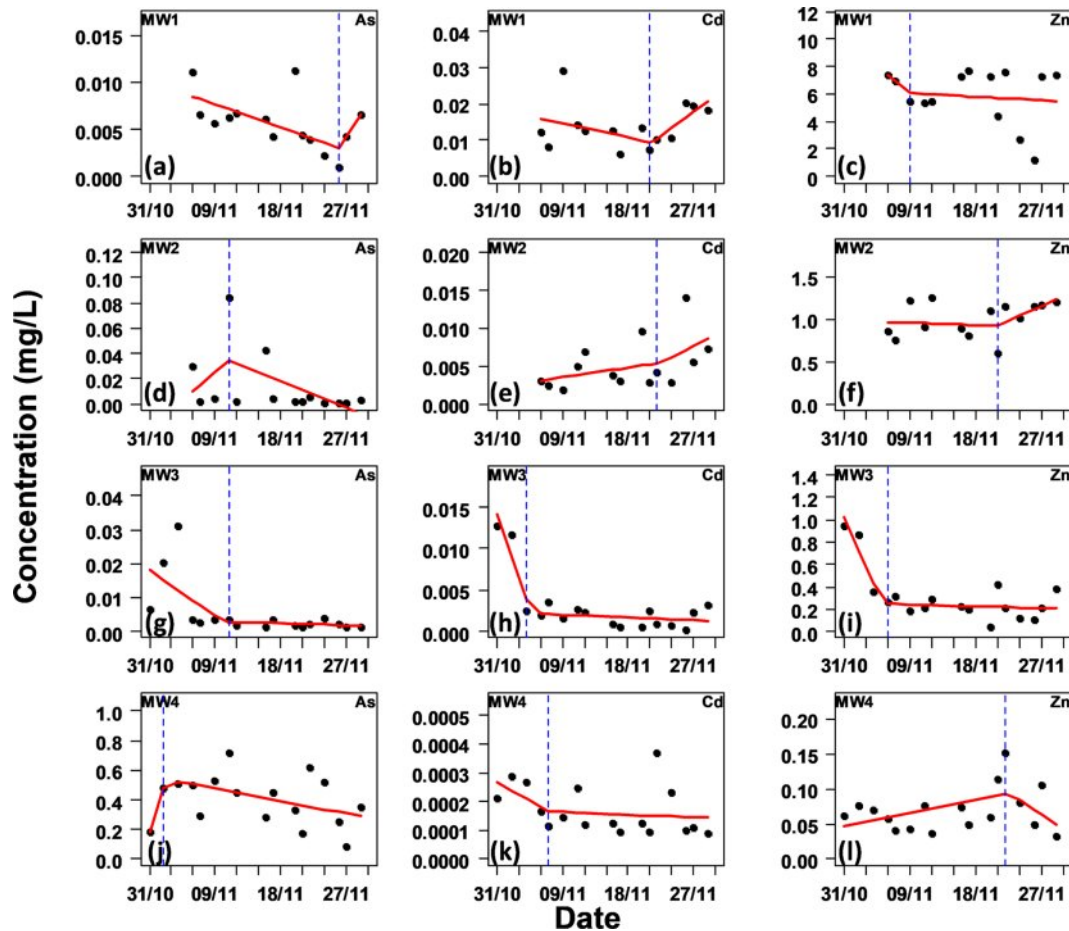 MW1 As
0.015
0.010
0.005
0.000
(a)
31/10 09/11 18/11 27/11
MW1 Cd
0.04
0.03
0.02
0.01
0.00
(b)
31/10 09/11 18/11 27/11
MW1 Zn
12
10
8
6
4
2
0
(c)
31/10 09/11 18/11 27/11
MW2 As
0.12
0.10
0.08
0.06
0.04
0.02
0.00
(d)
31/10 09/11 18/11 27/11
MW2 Cd
0.020
0.015
0.010
0.005
0.000
(e)
31/10 09/11 18/11 27/11
MW2 Zn
1.5
1.0
0.5
0.0
(f)
31/10 09/11 18/11 27/11
Concentration (mg/L)
MW3 As
0.04
0.03
0.02
0.01
0.00
(g)
31/10 09/11 18/11 27/11
MW3 Cd
0.015
0.010
0.005
0.000
(h)
31/10 09/11 18/11 27/11
MW3 Zn
1.4
1.2
1.0
0.8
0.6
0.4
0.2
0.0
(i)
31/10 09/11 18/11 27/11
MW4 As
1.0
0.8
0.6
0.4
0.2
0.0
(j)
31/10 09/11 18/11 27/11
MW4 Cd
0.0005
0.0004
0.0003
0.0002
0.0001
0.0000
(k)
31/10 09/11 18/11 27/11
MW4 Zn
0.20
0.15
0.10
0.05
0.00
(l)
31/10 09/11 18/11 27/11
Date